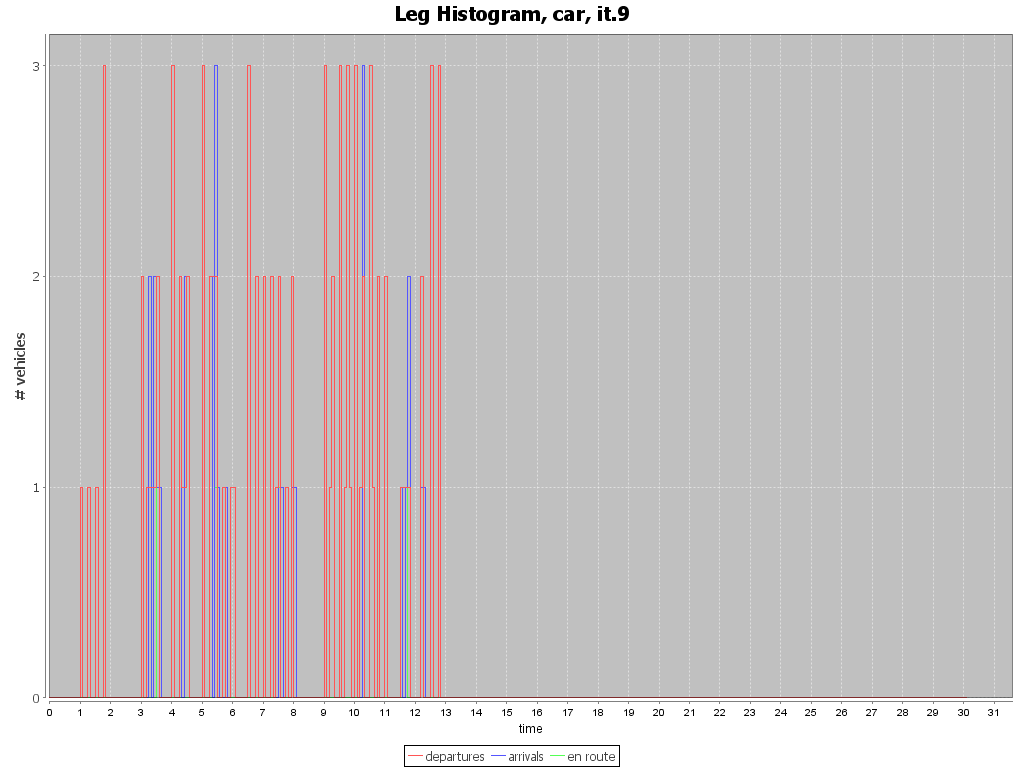 Leg Histogram, car, it.9
# vehicles
3
2
1
0
0 1 2 3 4 5 6 7 8 9 10 11 12 13 14 15 16 17 18 19 20 21 22 23 24 25 26 27 28 29 30 31
time
departures arrivals en route